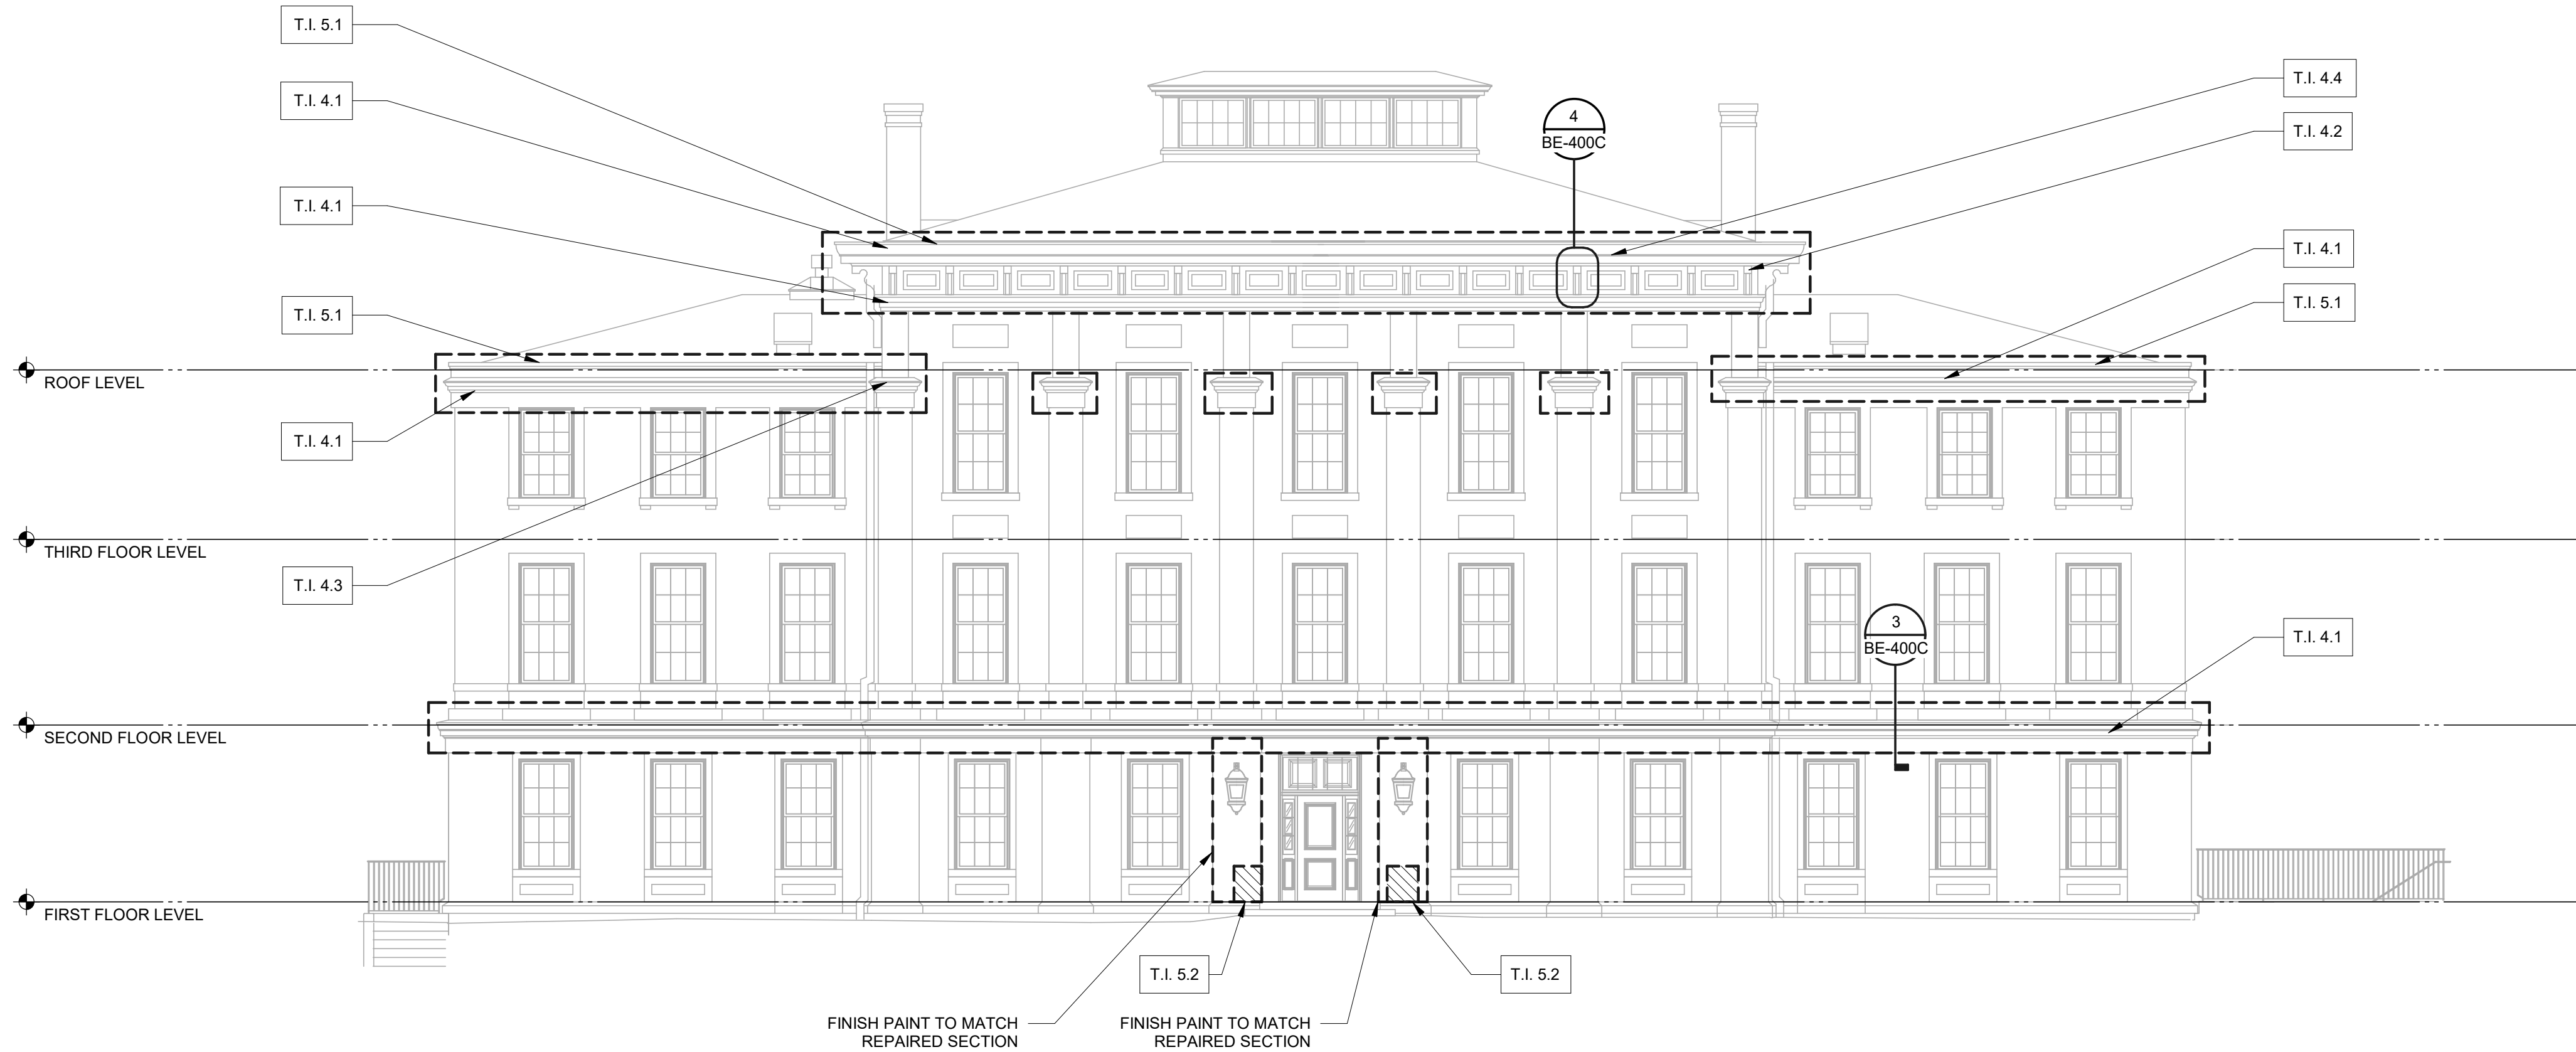 T.I. 5.1
T.I. 4.1
T.I. 4.1
T.I. 5.1
T.I. 4.1
T.I. 4.3
4
BE-400C
T.I. 4.4
T.I. 4.2
T.I. 4.1
T.I. 5.1
ROOF LEVEL
THIRD FLOOR LEVEL
3
BE-400C
T.I. 4.1
SECOND FLOOR LEVEL
FIRST FLOOR LEVEL
T.I. 5.2
T.I. 5.2
FINISH PAINT TO MATCH
REPAIRED SECTION
FINISH PAINT TO MATCH
REPAIRED SECTION